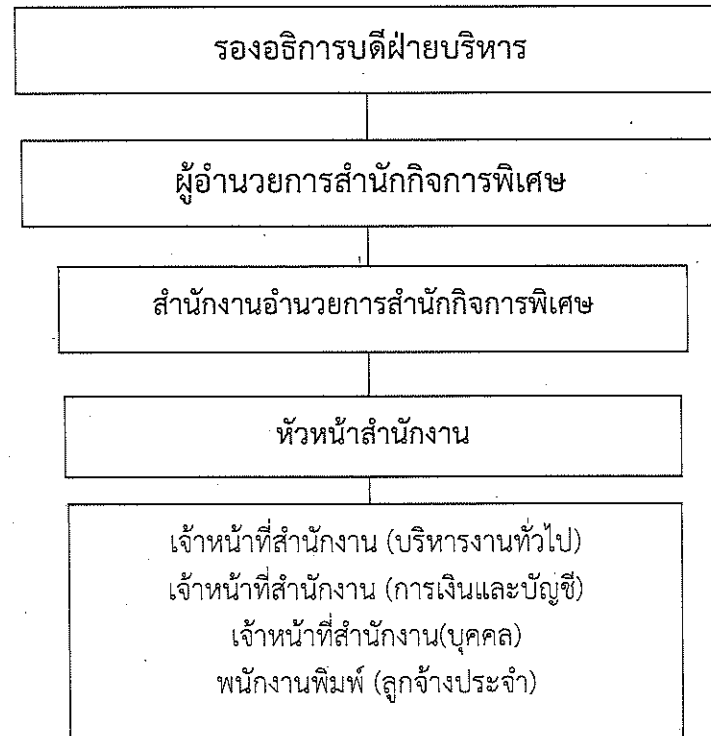 รองอธิการบดีฝ่ายบริหาร
ผู้อำนวยการสำนักกิจการพิเศษ
สำนักงานอำนวยการสำนักกิจการพิเศษ
หัวหน้าสำนักงาน
เจ้าหน้าที่สำนักงาน (บริหารงานทั่วไป)
เจ้าหน้าที่สำนักงาน (การเงินและบัญชี)
เจ้าหน้าที่สำนักงาน(บุคคล)
พนักงานพิมพ์ (ลูกจ้างประจำ)